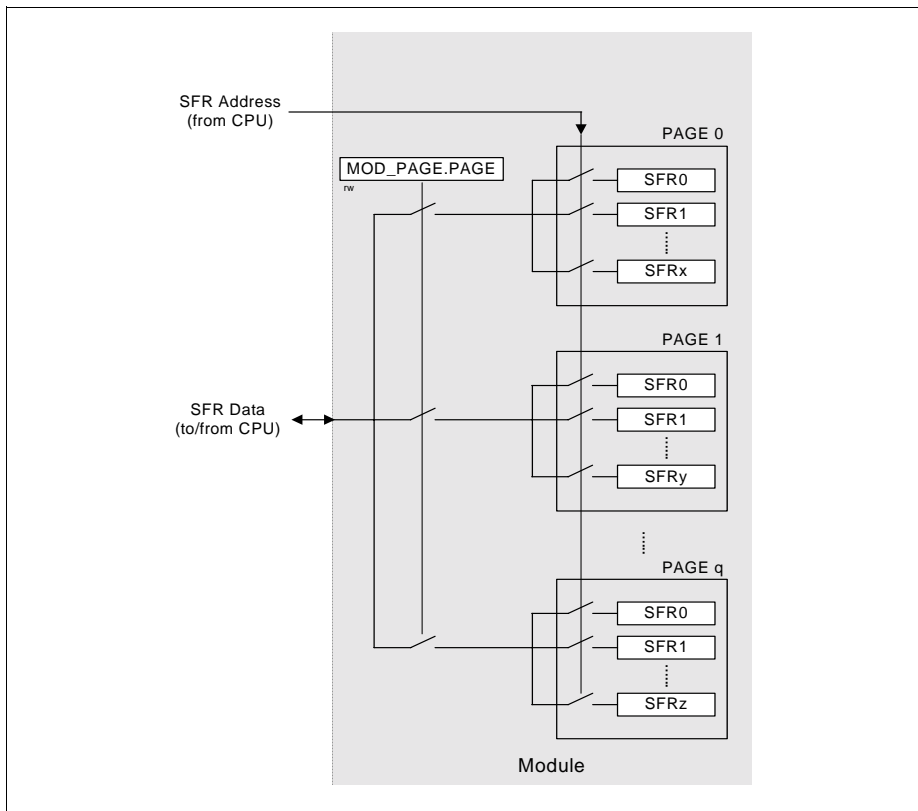 SFR Address
(from CPU)
PAGE 0
MOD_PAGE.PAGE
rw
SFR0
SFR1
SFRx
PAGE 1
SFR0
SFR1
SFRy
SFR Data
(to/from CPU)
PAGE q
SFR0
SFR1
SFRz
Module